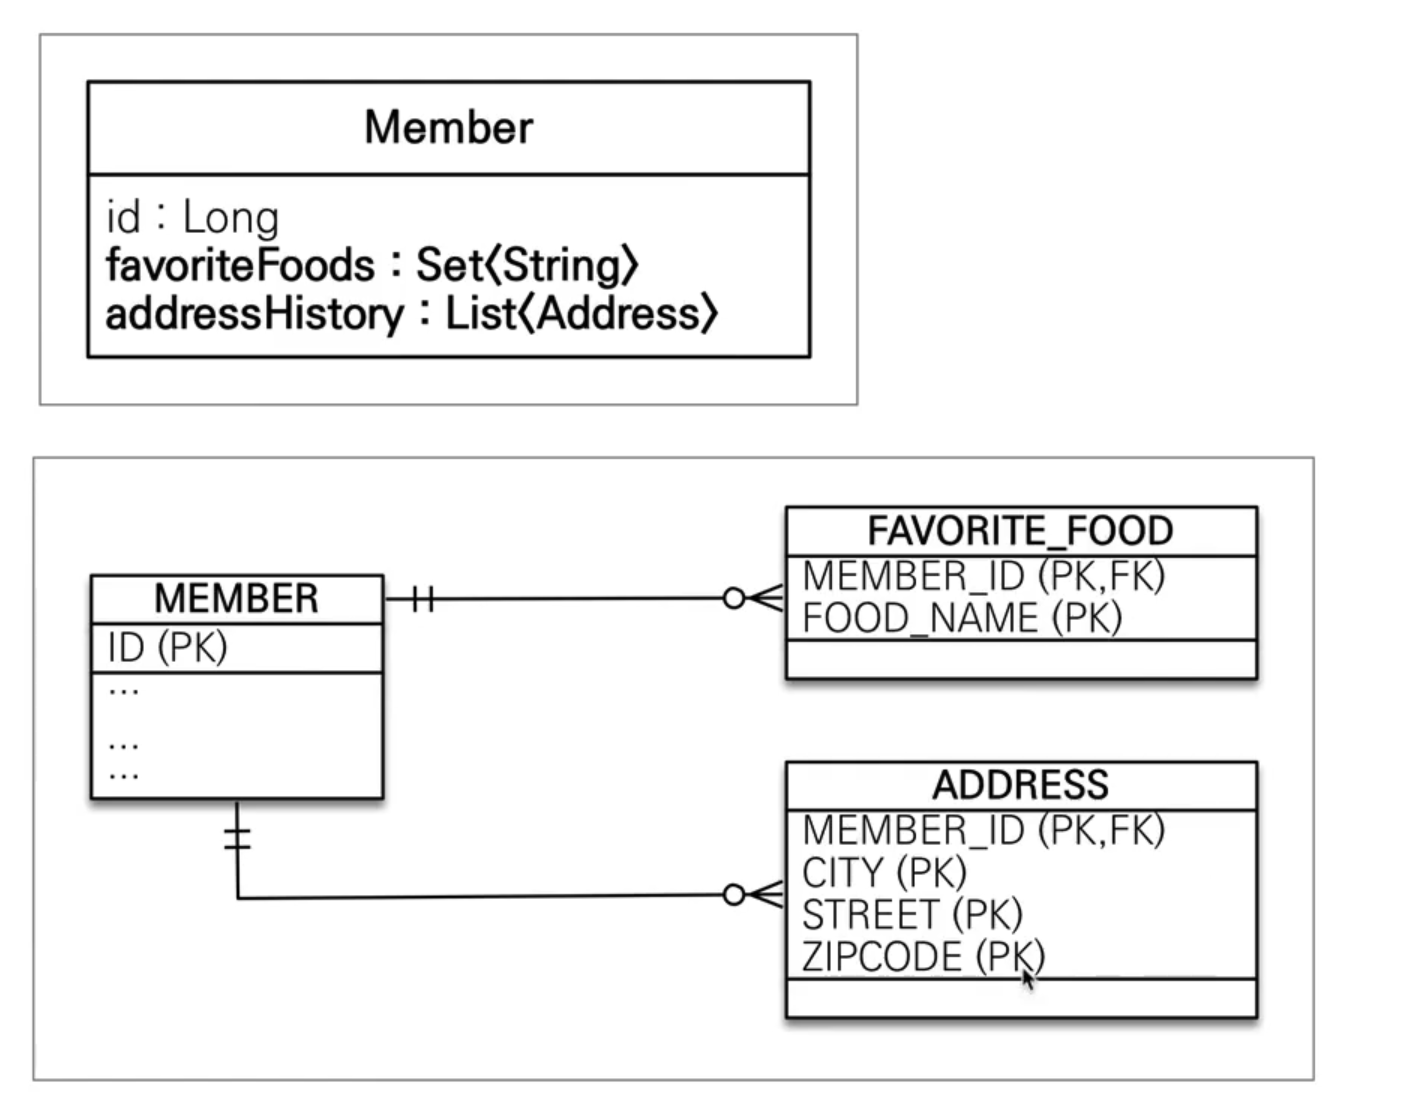 Member
id : Long
favoriteFoods : Set<String>
addressHistory : List<Address>
MEMBER
ID (PK)
...
...
...
FAVORITE_FOOD
MEMBER_ID (PK,FK)
FOOD_NAME (PK)
ADDRESS
MEMBER_ID (PK,FK)
CITY (PK)
STREET (PK)
ZIPCODE (PK)